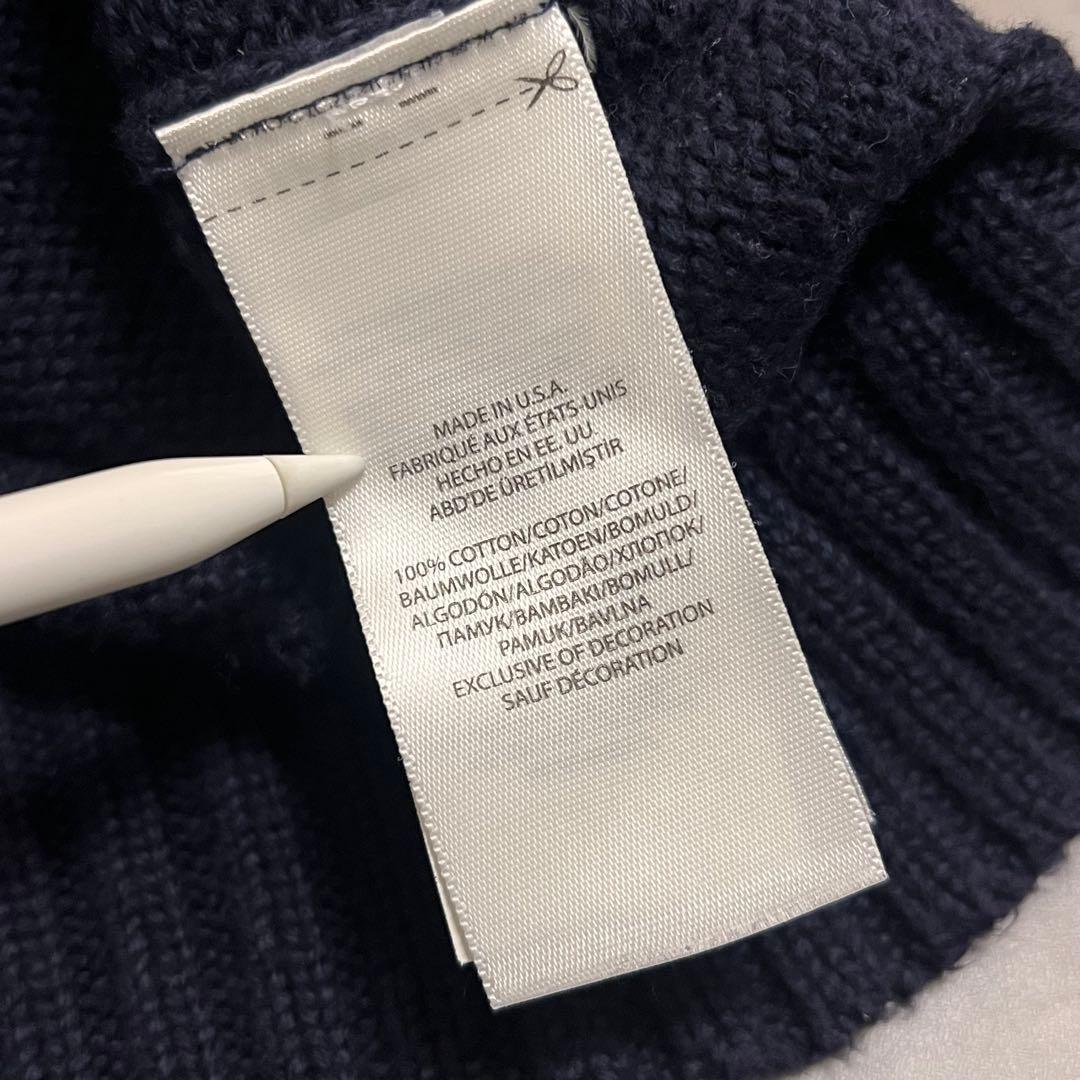 MADE IN U.S.A.
FABRIQUÉ AUX ÉTATS-UNIS
HECHO EN EE. UU
ABD'DE ÜRETİLMİŞTİR
100% COTTON/COTON/COTONE/
BAUMWOLLE/KATOEN/BOMULD/
ALGODÓN/ALGODÃO/ХЛОПОК/
ПАМУК/ΒΑΜΒΑΚΙ/BOMULL/
PAMUK/BAVLNA
EXCLUSIVE OF DECORATION
SAUF DÉCORATION